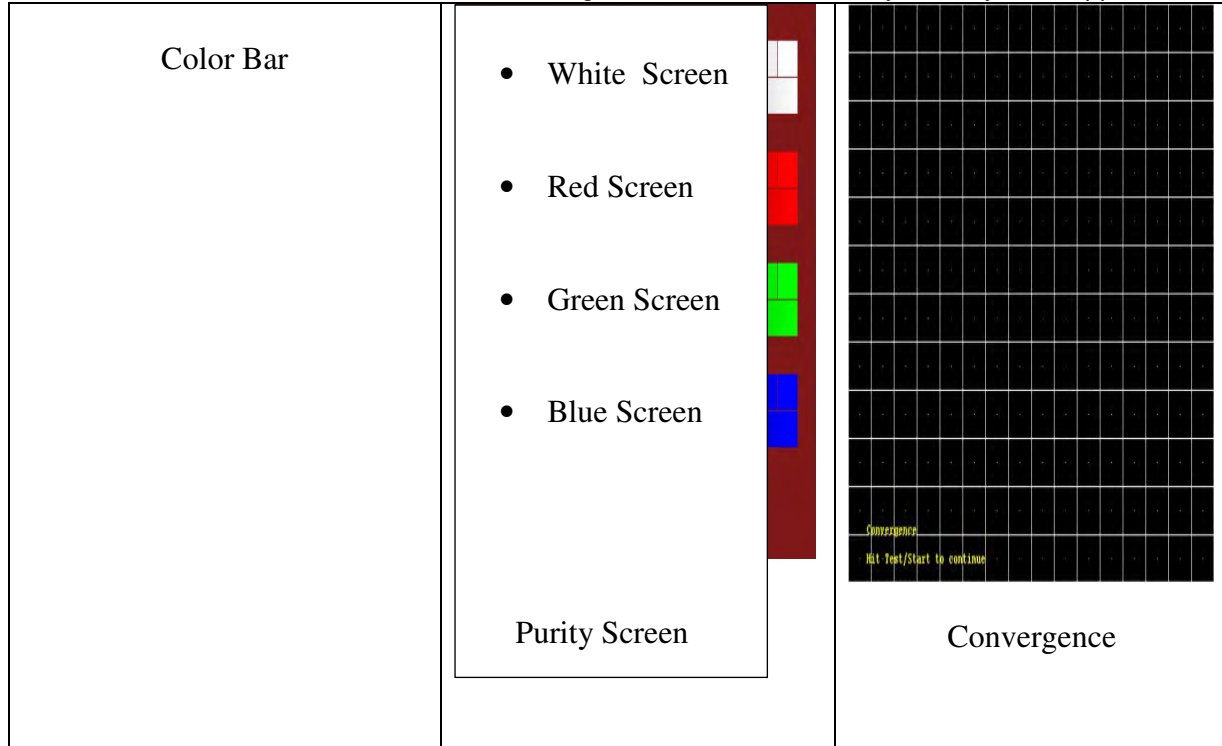 Color Bar
• White Screen
• Red Screen
• Green Screen
• Blue Screen
Purity Screen
Convergence
Hit Test/Start to continue
Convergence